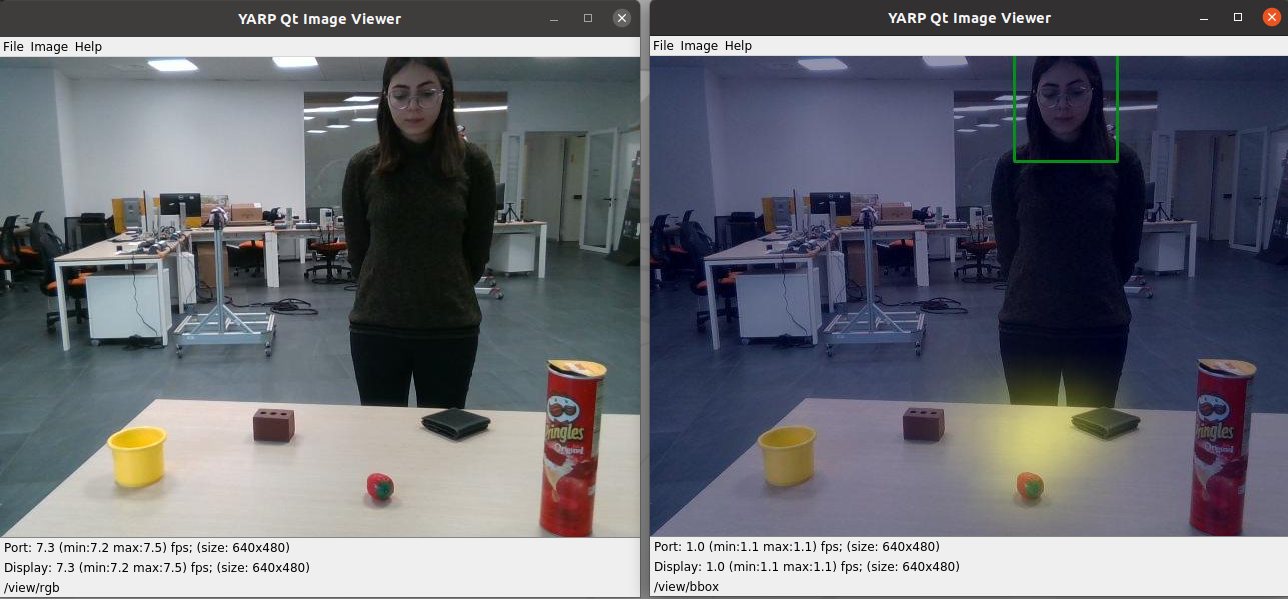 YARP Qt Image Viewer
File Image Help
Pringles
Original
Port: 7.3 (min:7.2 max:7.5) fps; (size: 640x480)
Display: 7.3 (min:7.2 max:7.5) fps; (size: 640x480)
/view/rgb
YARP Qt Image Viewer
File Image Help
Pringles
Original
Port: 1.0 (min:1.1 max:1.1) fps; (size: 640x480)
Display: 1.0 (min:1.1 max:1.1) fps; (size: 640x480)
/view/bbox